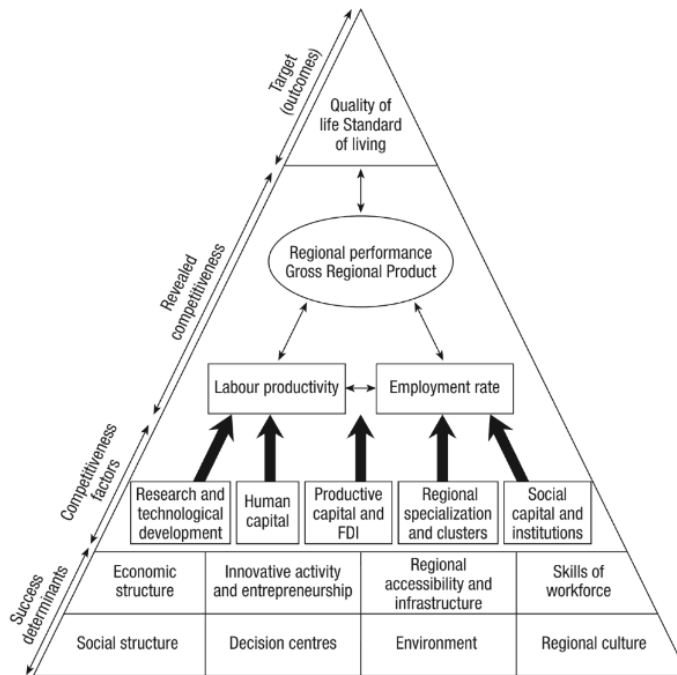 Target
(outcomes)
Quality of
life Standard
of living
Revealed
competitiveness
Regional performance
Gross Regional Product
Labour productivity
Employment rate
Competitiveness
factors
Research and
technological
development
Human
capital
Productive
capital and
FDI
Regional
specialization
and clusters
Social
capital and
institutions
Success
determinants
Economic
structure
Innovative activity
and entrepreneurship
Regional
accessibility and
infrastructure
Skills of
workforce
Social structure
Decision centres
Environment
Regional culture